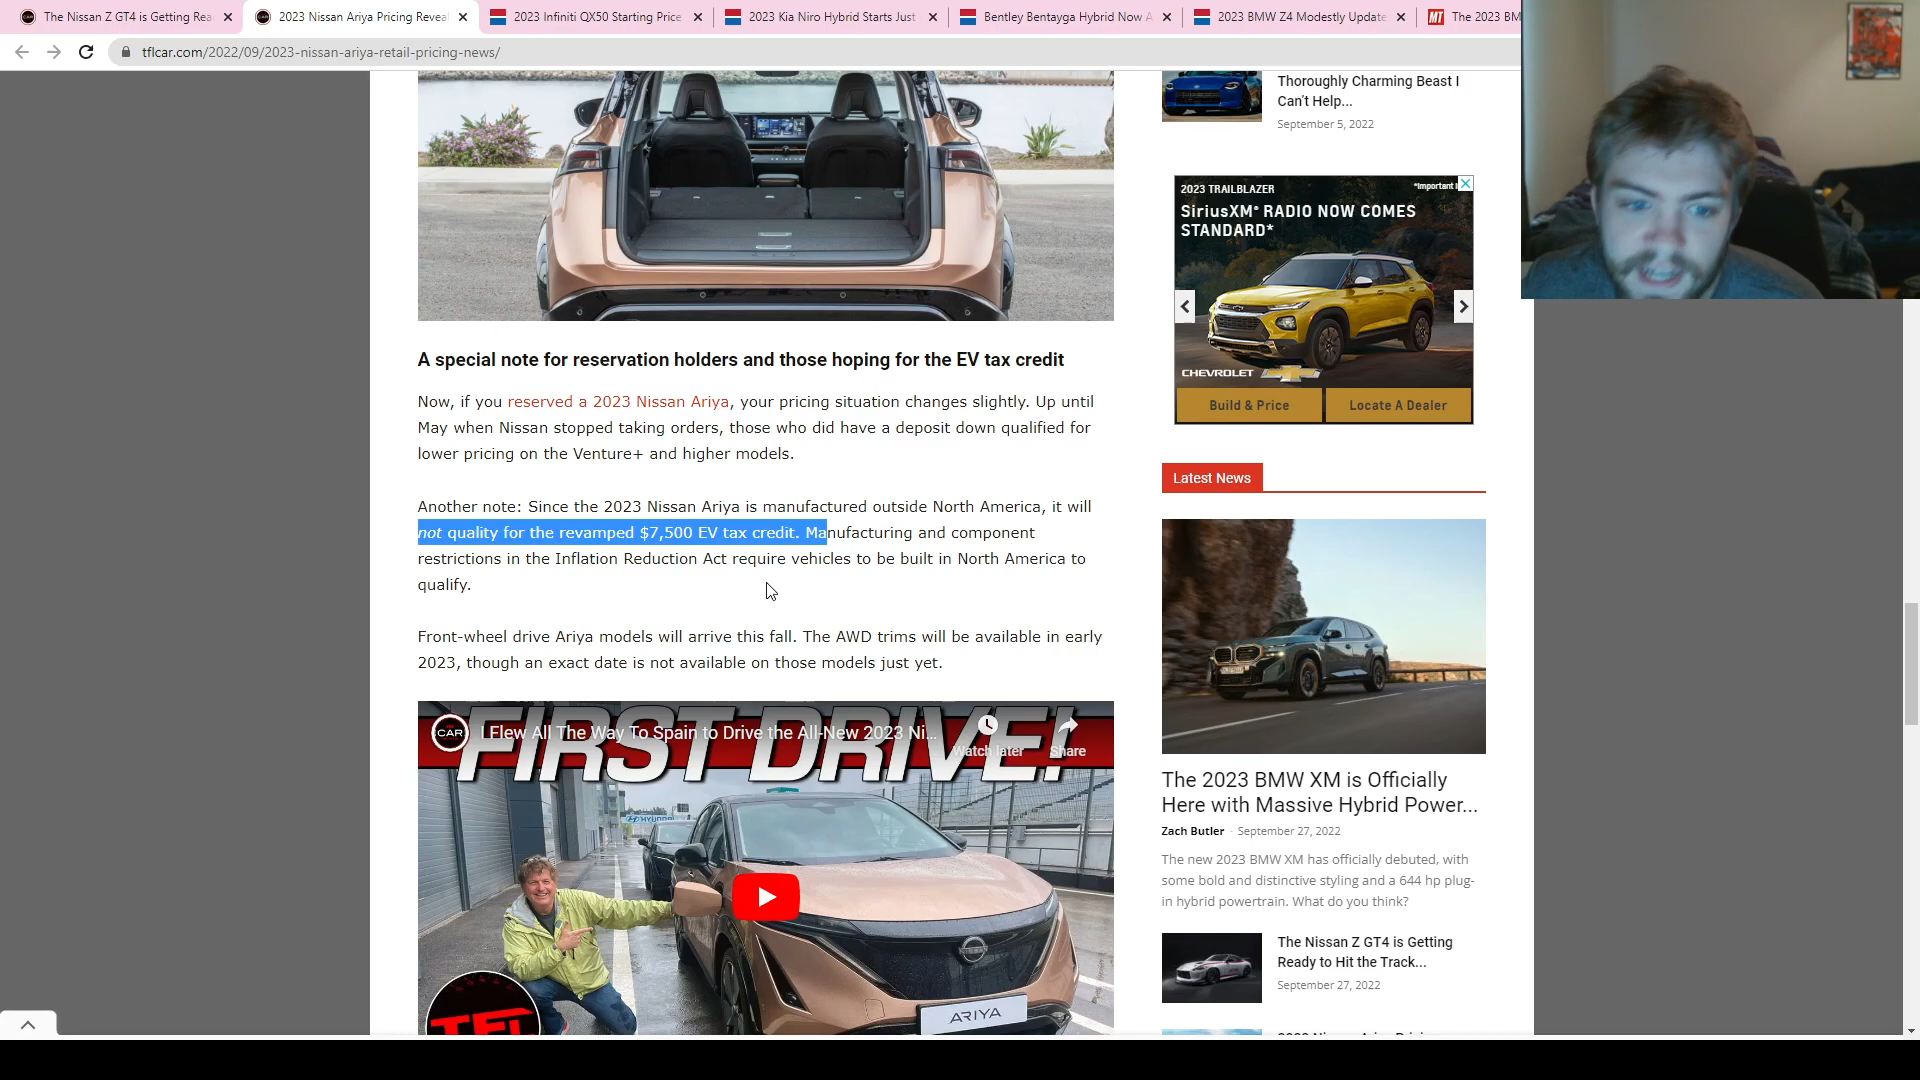 The Nissan Z GT4 is Getting Rea
2023 Nissan Ariya Pricing Reveal
2023 Infiniti QX50 Starting Price
2023 Kia Niro Hybrid Starts Just
Bentley Bentayga Hybrid Now A
2023 BMW Z4 Modestly Update
The 2023 BM
tflcar.com/2022/09/2023-nissan-ariya-retail-pricing-news/
Thoroughly Charming Beast I
Can't Help...
September 5, 2022
2023 TRAILBLAZER
*Important
SiriusXM® RADIO NOW COMES
STANDARD*
CHEVROLET
Build & Price
Locate A Dealer
A special note for reservation holders and those hoping for the EV tax credit
Now, if you reserved a 2023 Nissan Ariya, your pricing situation changes slightly. Up until
May when Nissan stopped taking orders, those who did have a deposit down qualified for
lower pricing on the Venture+ and higher models.
Another note: Since the 2023 Nissan Ariya is manufactured outside North America, it will
not quality for the revamped $7,500 EV tax credit. Manufacturing and component
restrictions in the Inflation Reduction Act require vehicles to be built in North America to
qualify.
Front-wheel drive Ariya models will arrive this fall. The AWD trims will be available in early
2023, though an exact date is not available on those models just yet.
FIRST DRIVE!
CAR
I Flew All The Way To Spain to Drive the All-New 2023 Ni...
Watch later
Share
HYUNDAI
NISSAN
ARIYA
TFL
Latest News
The 2023 BMW XM is Officially
Here with Massive Hybrid Power...
Zach Butler - September 27, 2022
The new 2023 BMW XM has officially debuted, with
some bold and distinctive styling and a 644 hp plug-
in hybrid powertrain. What do you think?
The Nissan Z GT4 is Getting
Ready to Hit the Track...
September 27, 2022